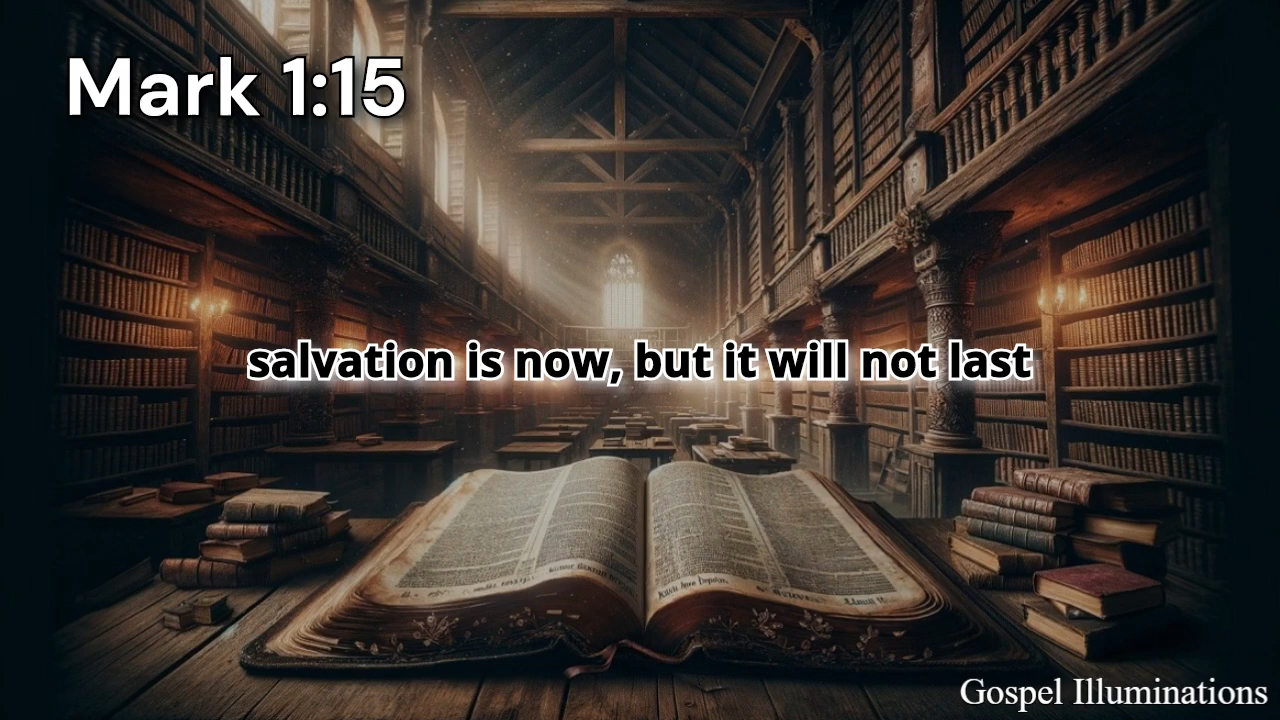 Mark 1:15
salvation is now, but it will not last
Gospel Illuminations